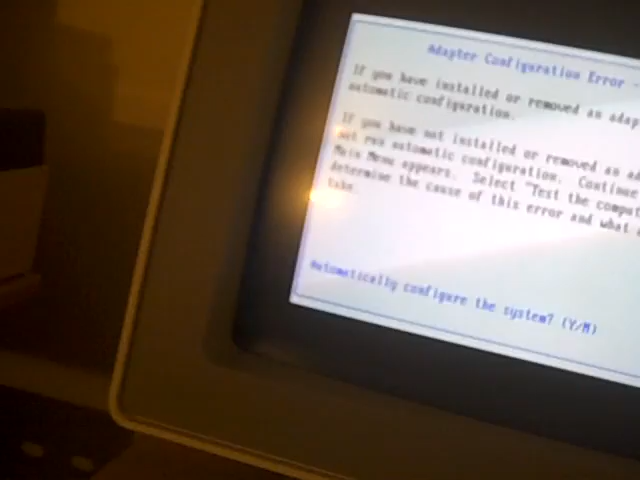 Adapter Configuration Error -
If you have installed or removed an adap
automatic configuration.
If you have not installed or removed an ad
not run automatic configuration. Continue
Main Menu appears. Select "Test the comput
determine the cause of this error and what a
take.
Automatically configure the system? (Y/N)